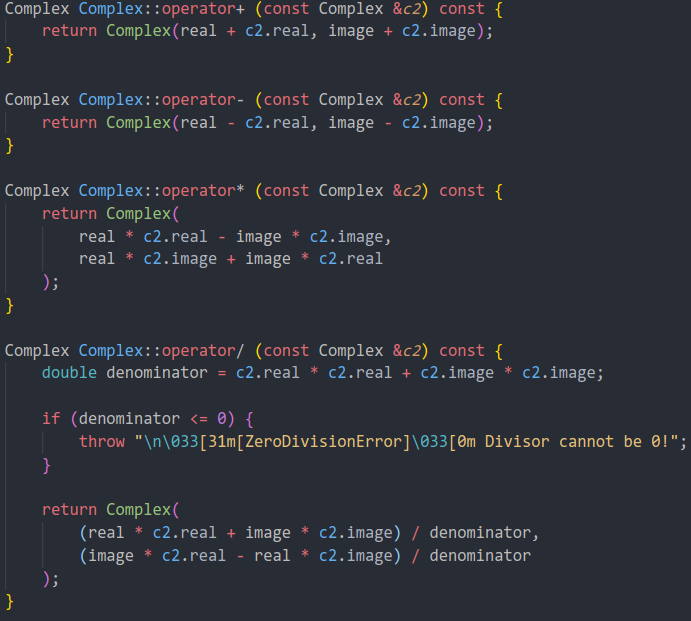 Complex Complex::operator+ (const Complex &c2) const {
    return Complex(real + c2.real, image + c2.image);
}

Complex Complex::operator- (const Complex &c2) const {
    return Complex(real - c2.real, image - c2.image);
}

Complex Complex::operator* (const Complex &c2) const {
    return Complex(
        real * c2.real - image * c2.image,
        real * c2.image + image * c2.real
    );
}

Complex Complex::operator/ (const Complex &c2) const {
    double denominator = c2.real * c2.real + c2.image * c2.image;

    if (denominator <= 0) {
        throw "\n\033[31m[ZeroDivisionError]\033[0m Divisor cannot be 0!";
    }

    return Complex(
        (real * c2.real + image * c2.image) / denominator,
        (image * c2.real - real * c2.image) / denominator
    );
}